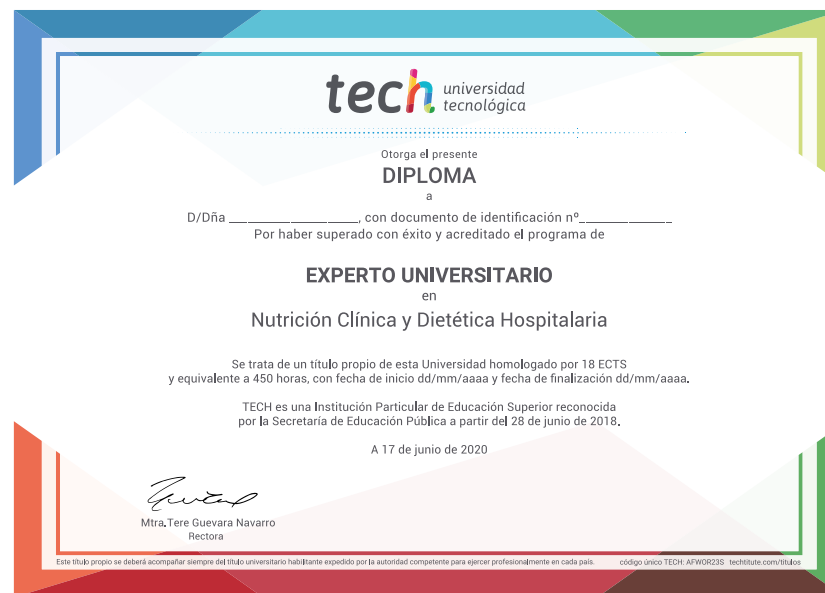 tech universidad
tecnológica
Otorga el presente
DIPLOMA
a
D/Dña ____________________, con documento de identificación nº______________
Por haber superado con éxito y acreditado el programa de
EXPERTO UNIVERSITARIO
en
Nutrición Clínica y Dietética Hospitalaria
Se trata de un título propio de esta Universidad homologado por 18 ECTS
y equivalente a 450 horas, con fecha de inicio dd/mm/aaaa y fecha de finalización dd/mm/aaaa.
TECH es una Institución Particular de Educación Superior reconocida
por la Secretaría de Educación Pública a partir del 28 de junio de 2018.
A 17 de junio de 2020
Mtra.Tere Guevara Navarro
Rectora
Este título propio se deberá acompañar siempre del título universitario habilitante expedido por la autoridad competente para ejercer profesionalmente en cada país. código único TECH: AFWOR23S techtitute.com/titulos